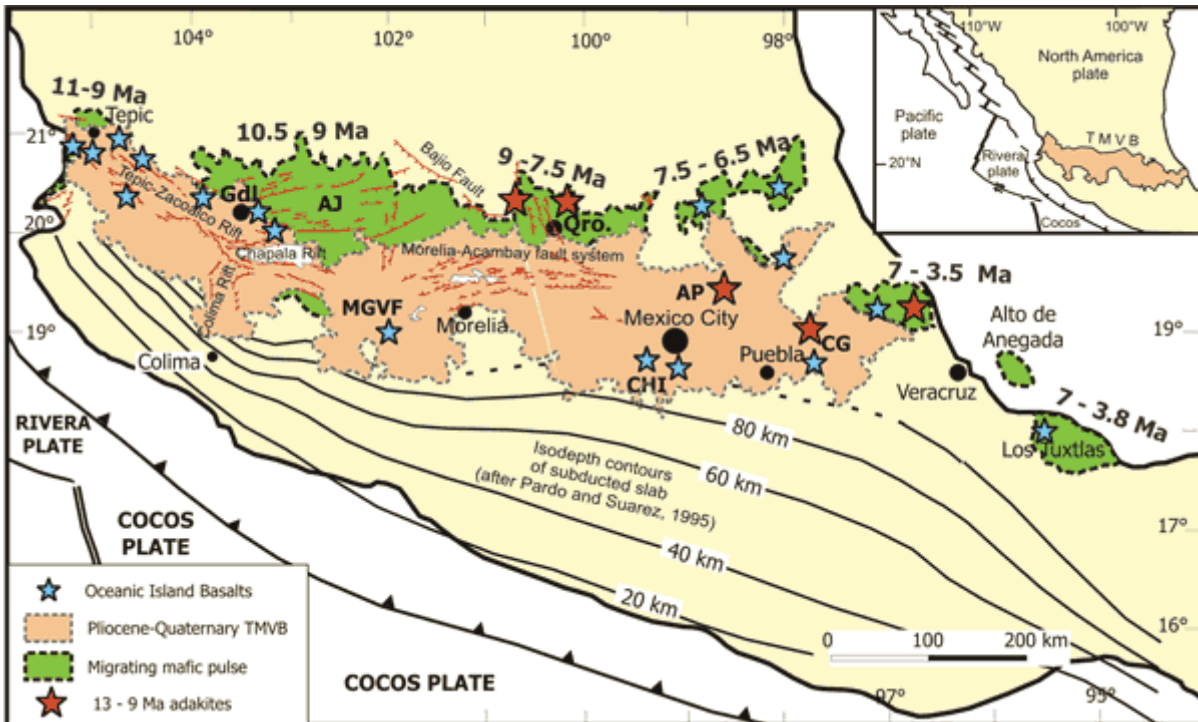 104°
102°
100°
98°
110°W
100°W
North America
plate
Pacific
plate
TMVB
20°N
Rivera
plate
Cocos
11-9 Ma
Tepic
21°
10.5 - 9 Ma
9 - 7.5 Ma
7.5 - 6.5 Ma
Bajio Fault
Tepic-Zacoalco Rift
Gdl
AJ
Qro.
20°
Chapala Rift
Morelia-Acambay fault system
7 - 3.5 Ma
Colima Rift
AP
MGVF
Morelia
Mexico City
CG
19°
19°
Alto de
Anegada
Colima
CHI
Puebla
Veracruz
7 - 3.8 Ma
Los Tuxtlas
RIVERA
PLATE
80 km
Isodepth contours
of subducted slab
(after Pardo and Suarez, 1995)
60 km
COCOS
PLATE
40 km
17°
20 km
16°
Oceanic Island Basalts
Pliocene-Quaternary TMVB
Migrating mafic pulse
13 - 9 Ma adakites
COCOS PLATE
0 100 200 km
97°
95°